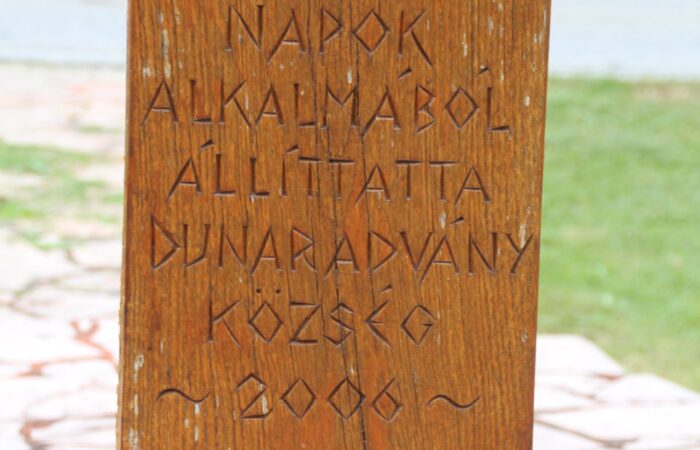 NAPOK
ALKALMÁBÓL
ÁLLÍTTATTA
DUNARADVÁNY
KÖZSÉG
~ 2006 ~